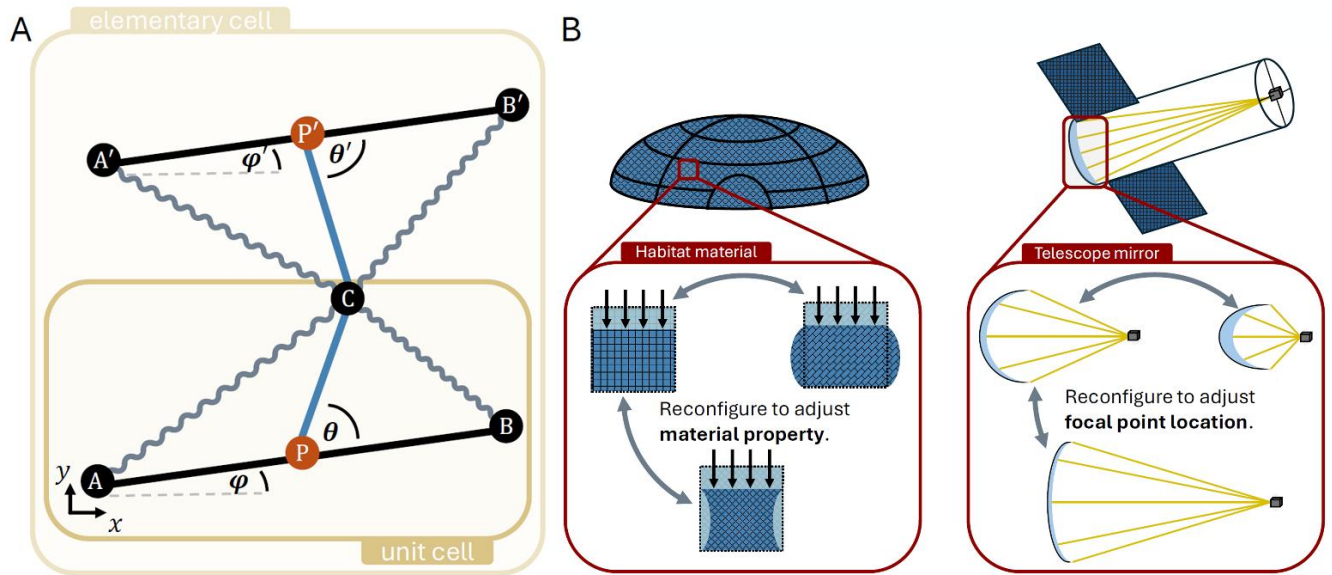 A
elementary cell
A′
P′
B′
φ′
θ′
C
θ
P
B
A
φ
y
x
unit cell
B
Habitat material
Reconfigure to adjust
material property.
Telescope mirror
Reconfigure to adjust
focal point location.